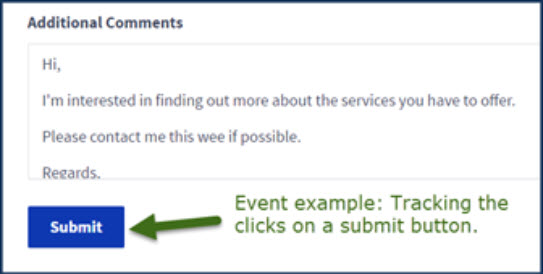 Additional Comments
Hi,
I'm interested in finding out more about the services you have to offer.
Please contact me this wee if possible.
Regards,
Event example: Tracking the
Submit
clicks on a submit button.